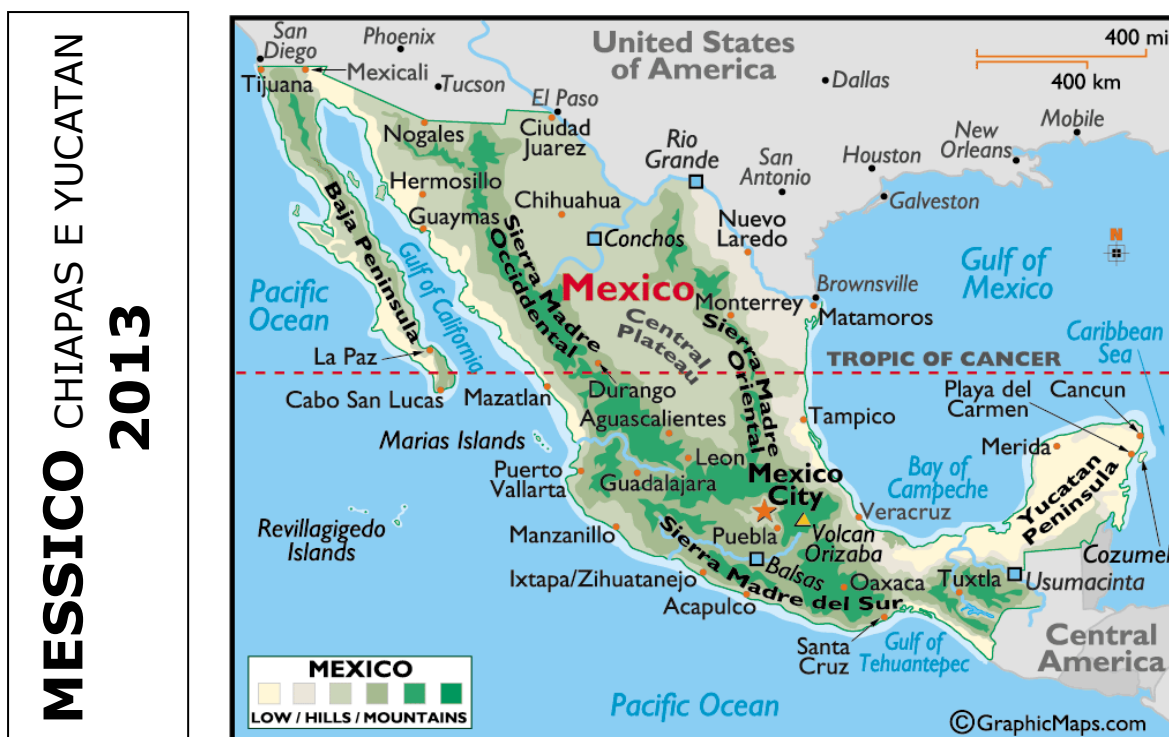 MESSICO CHIAPAS E YUCATAN
2013
San
Diego
Phoenix
United States
of America
400 mi
400 km
Tijuana
Mexicali
Tucson
El Paso
Dallas
Nogales
Ciudad
Juarez
Rio
Grande
San
Antonio
Houston
New
Orleans
Mobile
Galveston
Hermosillo
Guaymas
Chihuahua
Conchos
Nuevo
Laredo
N
Baja Peninsula
Gulf of California
Sierra Madre
Occiddental
Mexico
Central
Plateau
Sierra Madre
Oriental
Monterrey
Brownsville
Matamoros
Gulf of
Mexico
Caribbean
Sea
Pacific
Ocean
La Paz
TROPIC OF CANCER
Cabo San Lucas
Mazatlan
Durango
Aguascalientes
Tampico
Playa del
Carmen
Cancun
Marias Islands
Leon
Merida
Puerto
Vallarta
Guadalajara
Mexico
City
Bay of
Campeche
Yucatan
Peninsula
Revillagigedo
Islands
Manzanillo
Puebla
Volcan
Orizaba
Veracruz
Cozumel
Sierra Madre del Sur
Ixtapa/Zihuatanejo
Balsas
Oaxaca
Tuxtla
Usumacinta
Acapulco
Santa
Cruz
Gulf of
Tehuantepec
Central
America
MEXICO
LOW / HILLS / MOUNTAINS
Pacific Ocean
©GraphicMaps.com